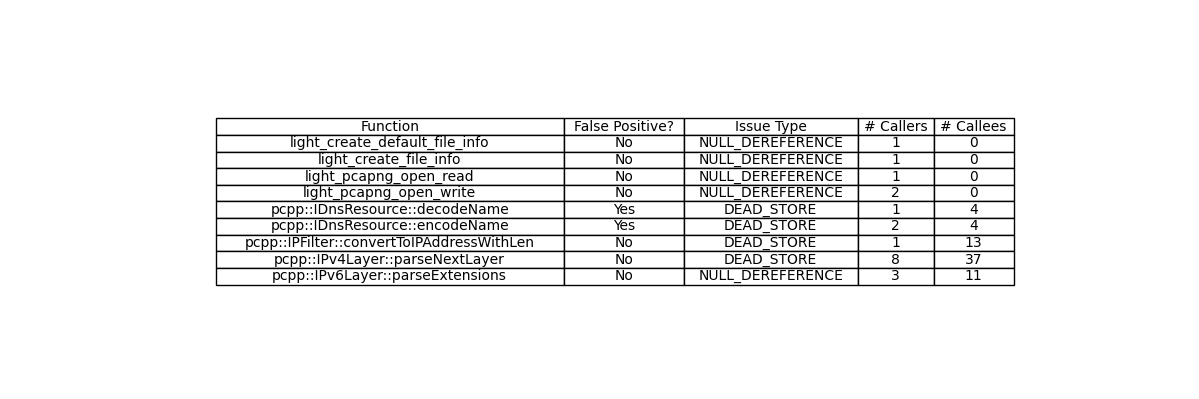 Function False Positive? Issue Type # Callers # Callees
light_create_default_file_info No NULL_DEREFERENCE 1 0
light_create_file_info No NULL_DEREFERENCE 1 0
light_pcapng_open_read No NULL_DEREFERENCE 1 0
light_pcapng_open_write No NULL_DEREFERENCE 2 0
pcpp::IDnsResource::decodeName Yes DEAD_STORE 1 4
pcpp::IDnsResource::encodeName Yes DEAD_STORE 2 4
pcpp::IPFilter::convertToIPAddressWithLen No DEAD_STORE 1 13
pcpp::IPv4Layer::parseNextLayer No DEAD_STORE 8 37
pcpp::IPv6Layer::parseExtensions No NULL_DEREFERENCE 3 11